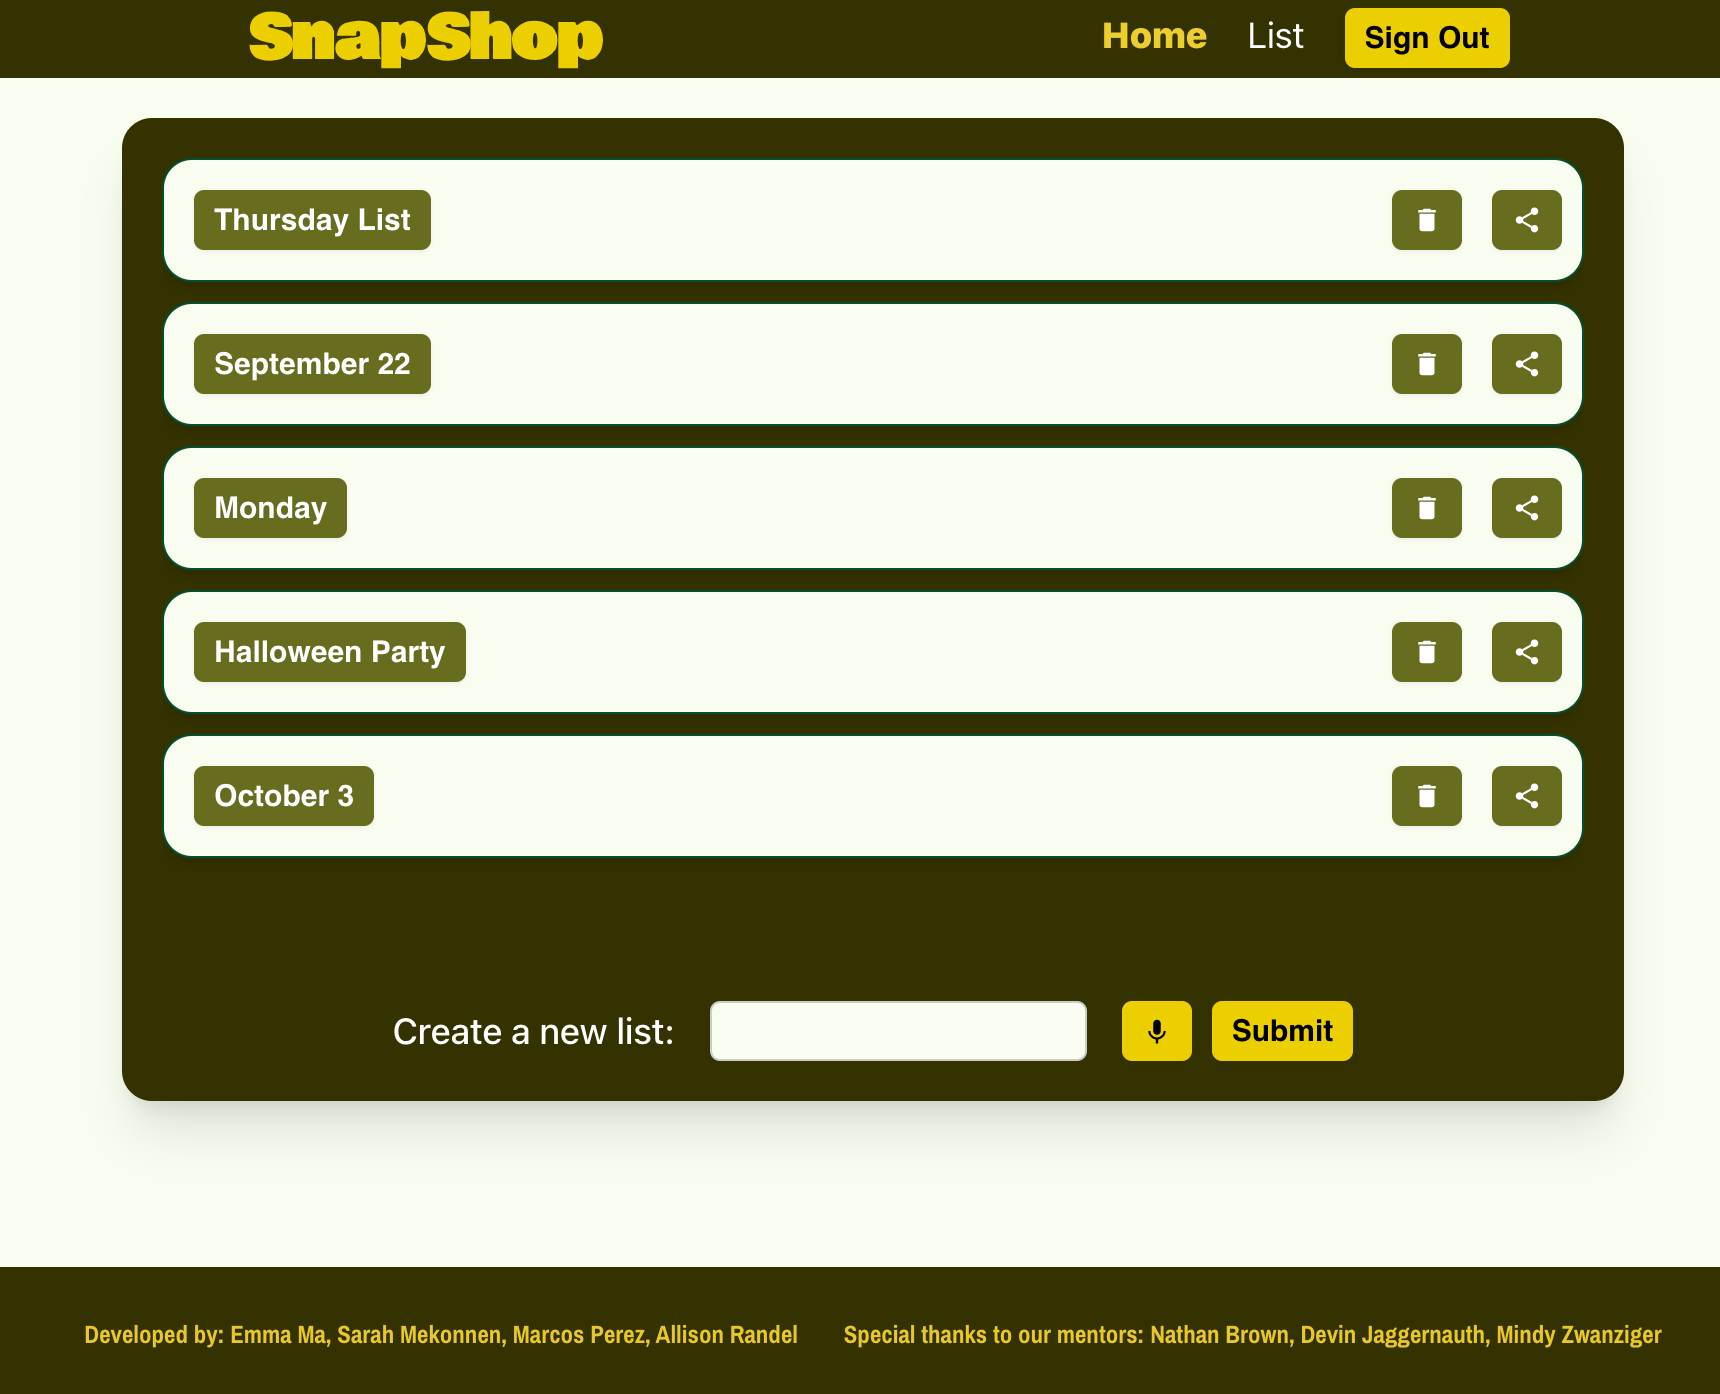 SnapShop
Home List Sign Out
Thursday List
September 22
Monday
Halloween Party
October 3
Create a new list: Submit
Developed by: Emma Ma, Sarah Mekonnen, Marcos Perez, Allison Randel
Special thanks to our mentors: Nathan Brown, Devin Jaggernauth, Mindy Zwanziger